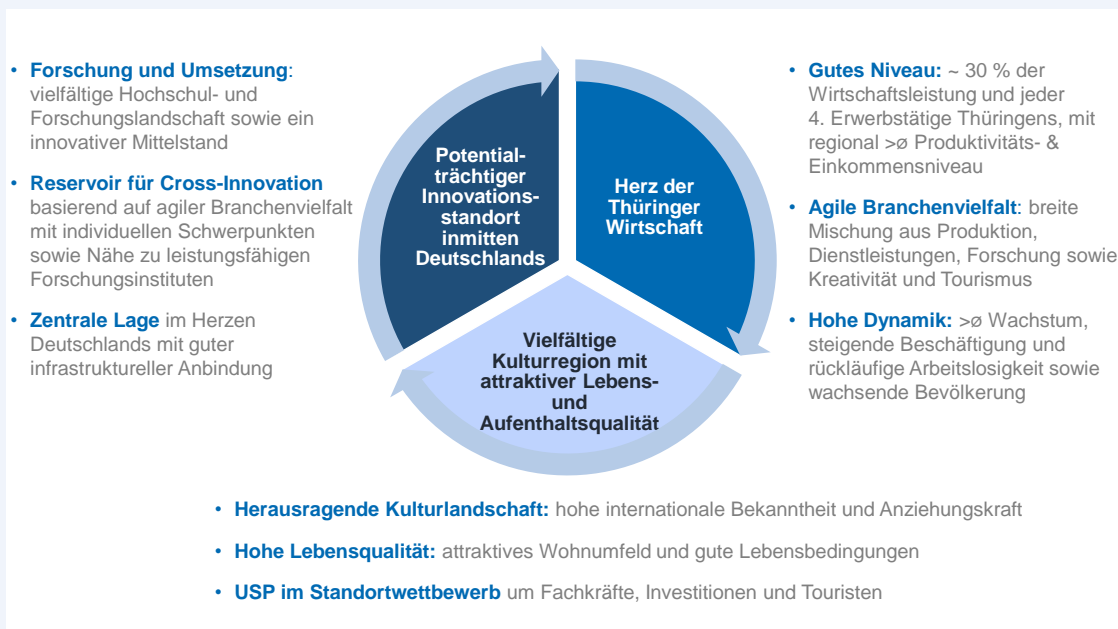 • Forschung und Umsetzung:
vielfältige Hochschul- und
Forschungslandschaft sowie ein
innovativer Mittelstand
• Reservoir für Cross-Innovation
basierend auf agiler Branchenvielfalt
mit individuellen Schwerpunkten
sowie Nähe zu leistungsfähigen
Forschungsinstituten
• Zentrale Lage im Herzen
Deutschlands mit guter
infrastruktureller Anbindung
Potential-
trächtiger
Innovations-
standort
inmitten
Deutschlands
Herz der
Thüringer
Wirtschaft
Vielfältige
Kulturregion mit
attraktiver Lebens-
und
Aufenthaltsqualität
• Gutes Niveau: ~ 30 % der
Wirtschaftsleistung und jeder
4. Erwerbstätige Thüringens, mit
regional >ø Produktivitäts- &
Einkommensniveau
• Agile Branchenvielfalt: breite
Mischung aus Produktion,
Dienstleistungen, Forschung sowie
Kreativität und Tourismus
• Hohe Dynamik: >ø Wachstum,
steigende Beschäftigung und
rückläufige Arbeitslosigkeit sowie
wachsende Bevölkerung
• Herausragende Kulturlandschaft: hohe internationale Bekanntheit und Anziehungskraft
• Hohe Lebensqualität: attraktives Wohnumfeld und gute Lebensbedingungen
• USP im Standortwettbewerb um Fachkräfte, Investitionen und Touristen